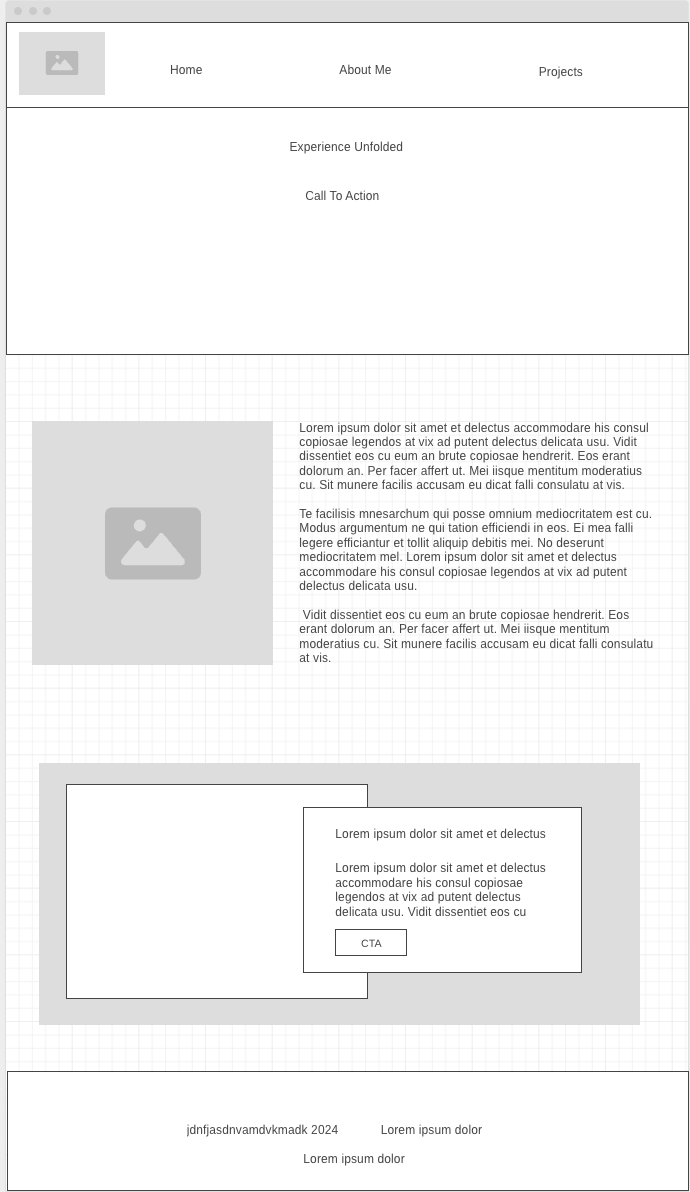 Home
About Me
Projects
Experience Unfolded
Call To Action
Lorem ipsum dolor sit amet et delectus accommodare his consul
copiosae legendos at vix ad putent delectus delicata usu. Vidit
dissentiet eos cu eum an brute copiosae hendrerit. Eos erant
dolorum an. Per facer affert ut. Mei iisque mentitum moderatius
cu. Sit munere facilis accusam eu dicat falli consulatu at vis.
Te facilisis mnesarchum qui posse omnium mediocritatem est cu.
Modus argumentum ne qui tation efficiendi in eos. Ei mea falli
legere efficiantur et tollit aliquip debitis mei. No deserunt
mediocritatem mel. Lorem ipsum dolor sit amet et delectus
accommodare his consul copiosae legendos at vix ad putent
delectus delicata usu.
Vidit dissentiet eos cu eum an brute copiosae hendrerit. Eos
erant dolorum an. Per facer affert ut. Mei iisque mentitum
moderatius cu. Sit munere facilis accusam eu dicat falli consulatu
at vis.
Lorem ipsum dolor sit amet et delectus
Lorem ipsum dolor sit amet et delectus
accommodare his consul copiosae
legendos at vix ad putent delectus
delicata usu. Vidit dissentiet eos cu
CTA
jdnfjasdnvamdvkmadk 2024
Lorem ipsum dolor
Lorem ipsum dolor